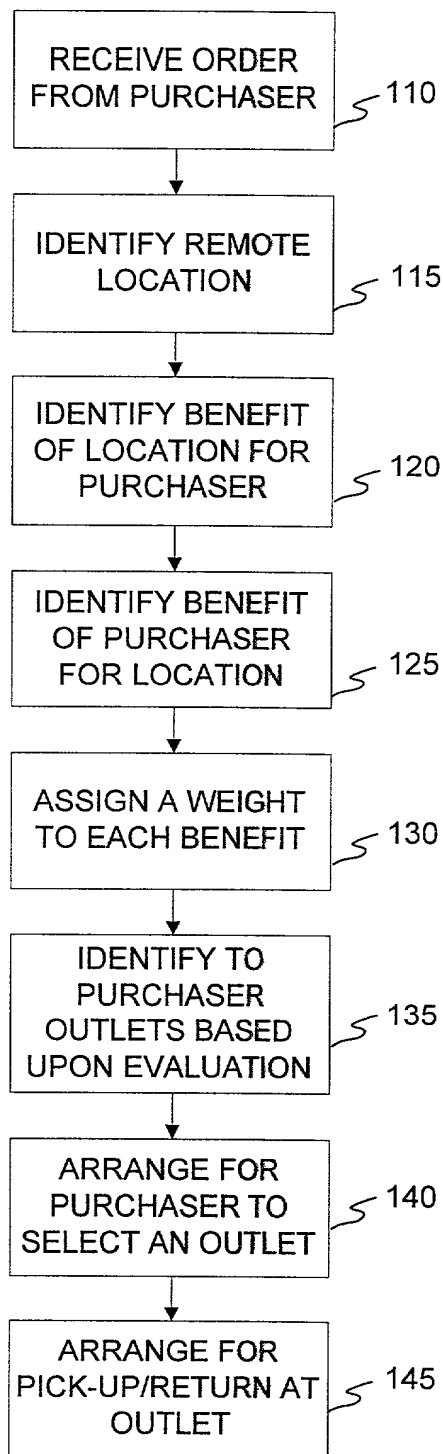 RECEIVE ORDER
FROM PURCHASER
110
IDENTIFY REMOTE
LOCATION
115
IDENTIFY BENEFIT
OF LOCATION FOR
PURCHASER
120
IDENTIFY BENEFIT
OF PURCHASER
FOR LOCATION
125
ASSIGN A WEIGHT
TO EACH BENEFIT
130
IDENTIFY TO
PURCHASER
OUTLETS BASED
UPON EVALUATION
135
ARRANGE FOR
PURCHASER TO
SELECT AN OUTLET
140
ARRANGE FOR
PICK-UP/RETURN AT
OUTLET
145